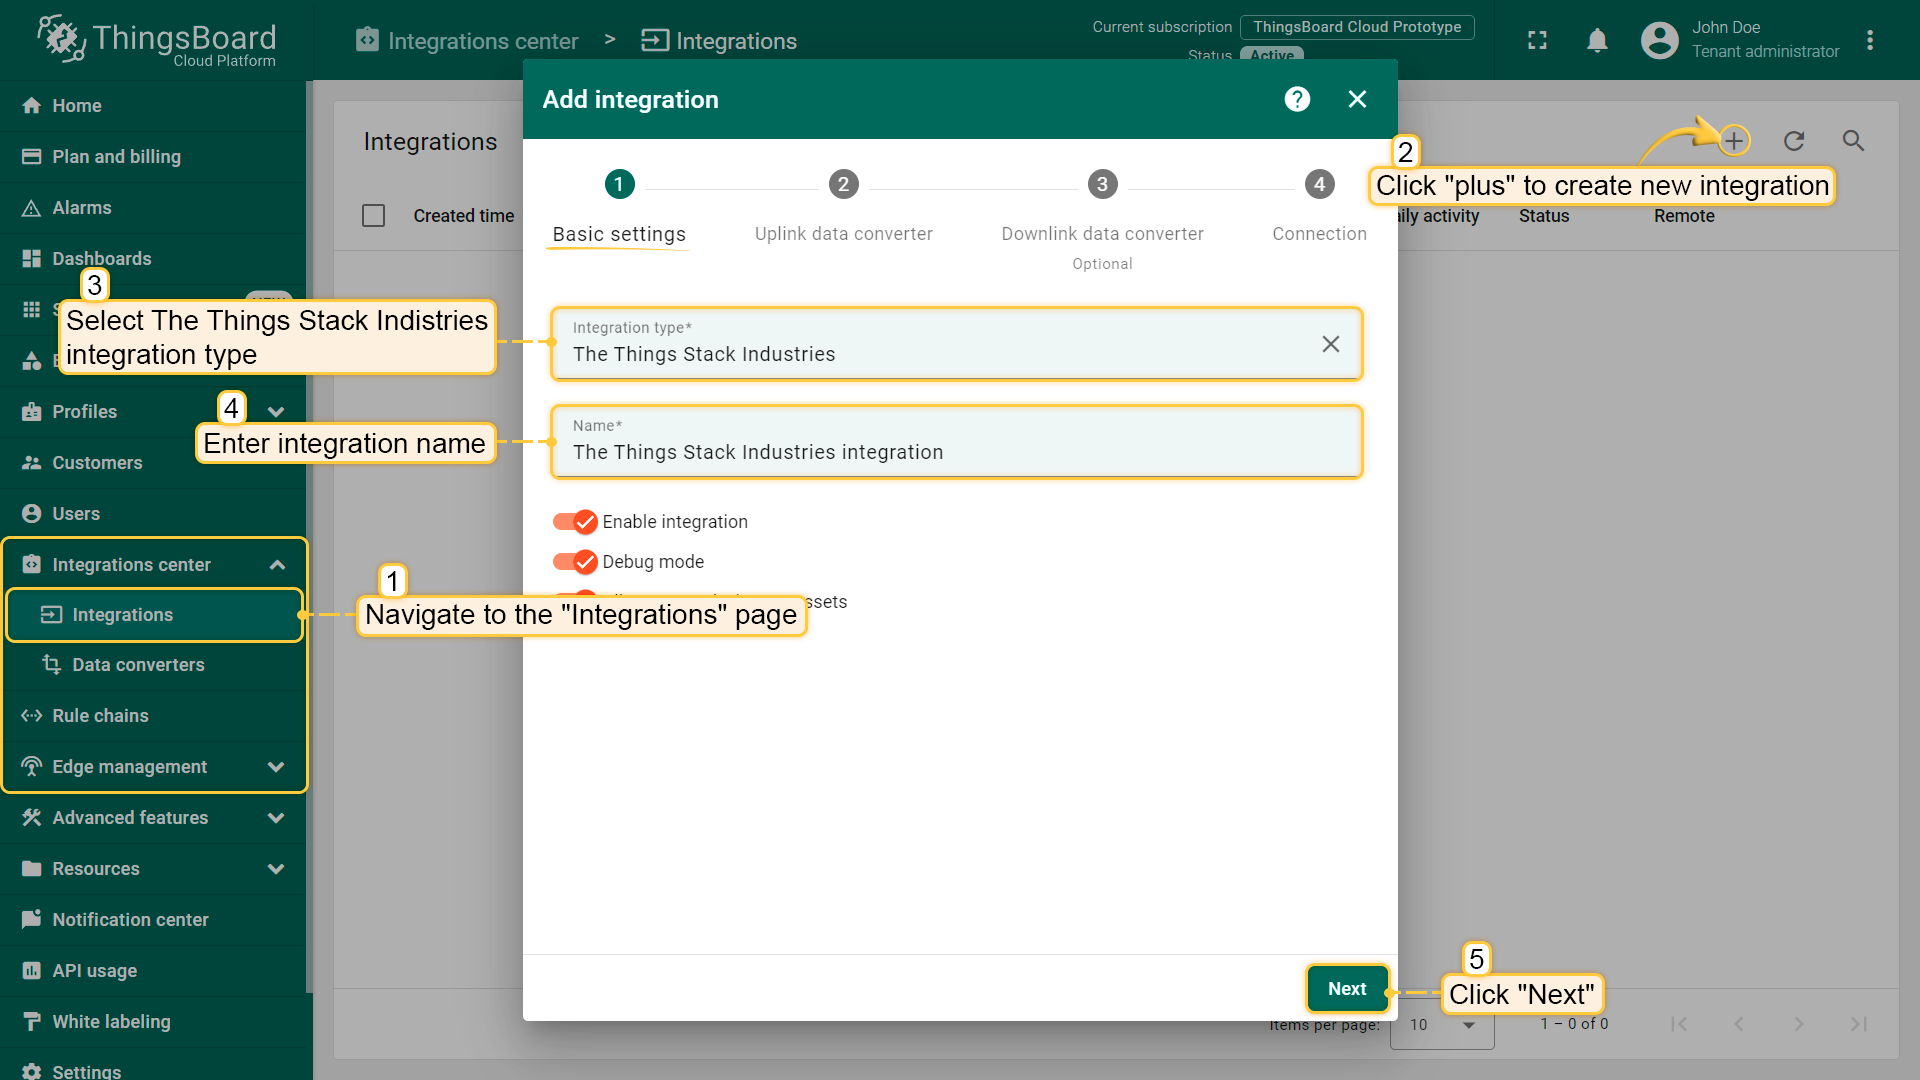 ThingsBoard
Cloud Platform
Integrations center > Integrations
Current subscription ThingsBoard Cloud Prototype
Status Active
John Doe
Tenant administrator
Home
Plan and billing
Alarms
Dashboards
Profiles
Customers
Users
Integrations center
Integrations
Data converters
Rule chains
Edge management
Advanced features
Resources
Notification center
API usage
White labeling
Settings
Integrations
Created time
Status
Remote
activity
Add integration
1
2
3
4
Basic settings
Uplink data converter
Downlink data converter
Optional
Connection
Integration type*
The Things Stack Industries
Name*
The Things Stack Industries integration
Enable integration
Debug mode
1
Navigate to the "Integrations" page
2
Click "plus" to create new integration
3
Select The Things Stack Indistries
integration type
4
Enter integration name
5
Click "Next"
Next
Items per page: 10
1 – 0 of 0